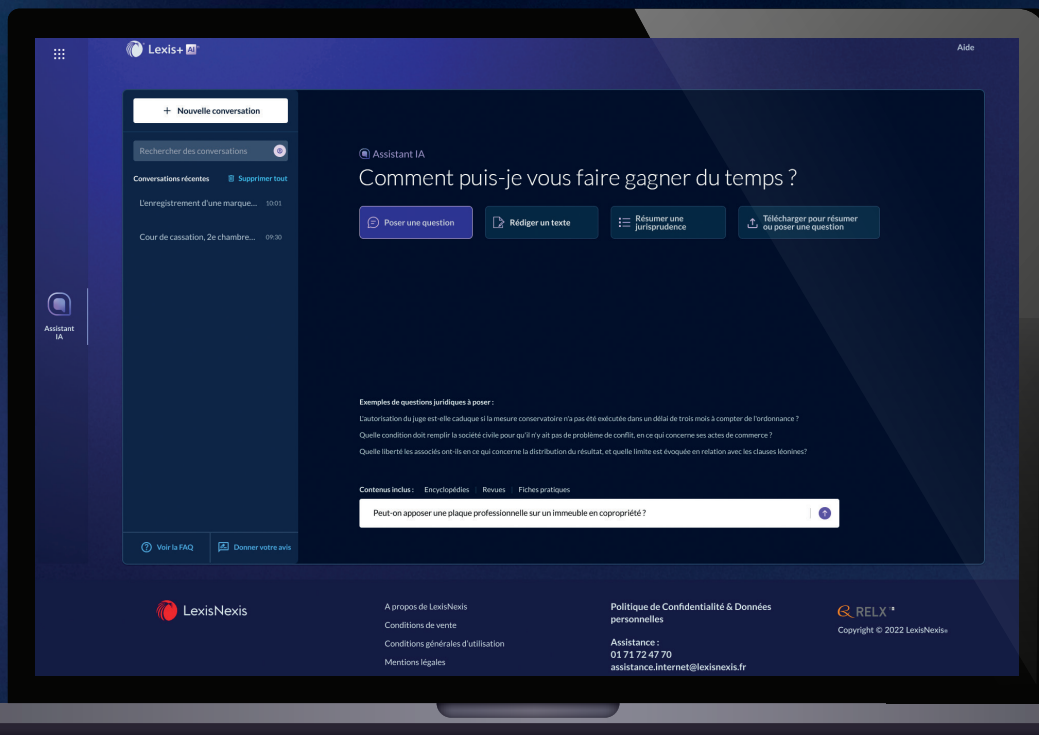 Lexis+ AI
Aide
+ Nouvelle conversation
Rechercher des conversations
Conversations récentes
Supprimer tout
L'enregistrement d'une marque... 10:01
Cour de cassation, 2e chambre... 09:30
Assistant
IA
Assistant IA
Comment puis-je vous faire gagner du temps ?
Poser une question
Rédiger un texte
Résumer une
jurisprudence
Télécharger pour résumer
ou poser une question
Exemples de questions juridiques à poser :
L'autorisation du juge est-elle caduque si la mesure conservatoire n'a pas été exécutée dans un délai de trois mois à compter de l'ordonnance ?
Quelle condition doit remplir la société civile pour qu'il n'y ait pas de problème de conflit, en ce qui concerne ses actes de commerce ?
Quelle liberté les associés ont-ils en ce qui concerne la distribution du résultat, et quelle limite est évoquée en relation avec les clauses léonines?
Contenus inclus : Encyclopédies | Revues | Fiches pratiques
Peut-on apposer une plaque professionnelle sur un immeuble en copropriété ?
Voir la FAQ
Donner votre avis
LexisNexis
A propos de LexisNexis
Conditions de vente
Conditions générales d'utilisation
Mentions légales
Politique de Confidentialité & Données
personnelles
Assistance :
01 71 72 47 70
assistance.internet@lexisnexis.fr
RELX
Copyright © 2022 LexisNexis